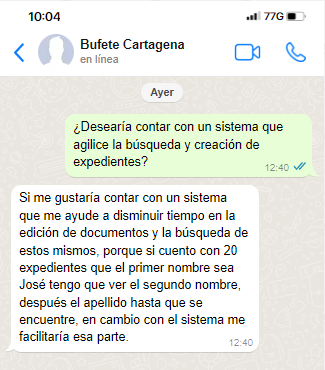 10:04
77G
Bufete Cartagena
en línea
Ayer
¿Desearía contar con un sistema que
agilice la búsqueda y creación de
expedientes?
12:40
Si me gustaría contar con un sistema
que me ayude a disminuir tiempo en la
edición de documentos y la búsqueda de
estos mismos, porque si cuento con 20
expedientes que el primer nombre sea
José tengo que ver el segundo nombre,
después el apellido hasta que se
encuentre, en cambio con el sistema me
facilitaría esa parte.
12:40